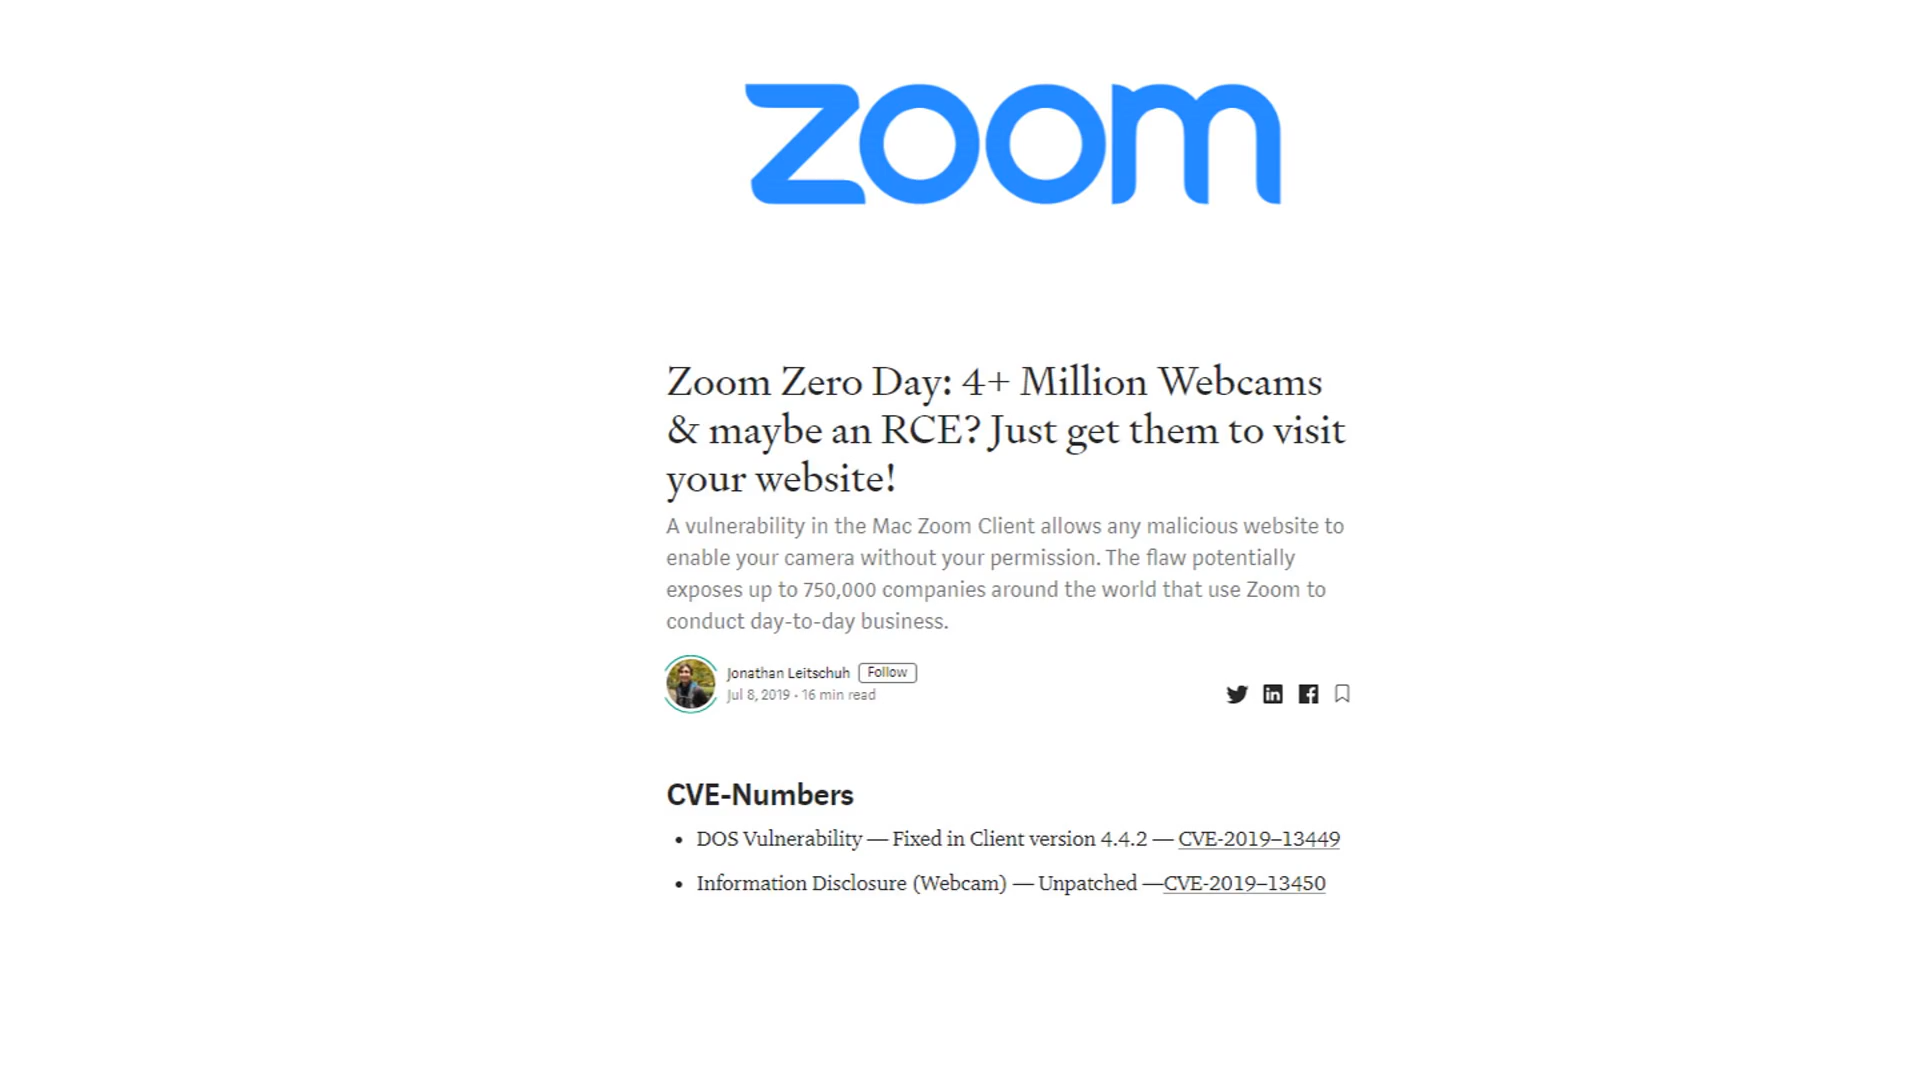 zoom
Zoom Zero Day: 4+ Million Webcams
& maybe an RCE? Just get them to visit
your website!
A vulnerability in the Mac Zoom Client allows any malicious website to
enable your camera without your permission. The flaw potentially
exposes up to 750,000 companies around the world that use Zoom to
conduct day-to-day business.
Jonathan Leitschuh Follow
Jul 8, 2019 · 16 min read
CVE-Numbers
• DOS Vulnerability — Fixed in Client version 4.4.2 — CVE-2019–13449
• Information Disclosure (Webcam) — Unpatched —CVE-2019–13450